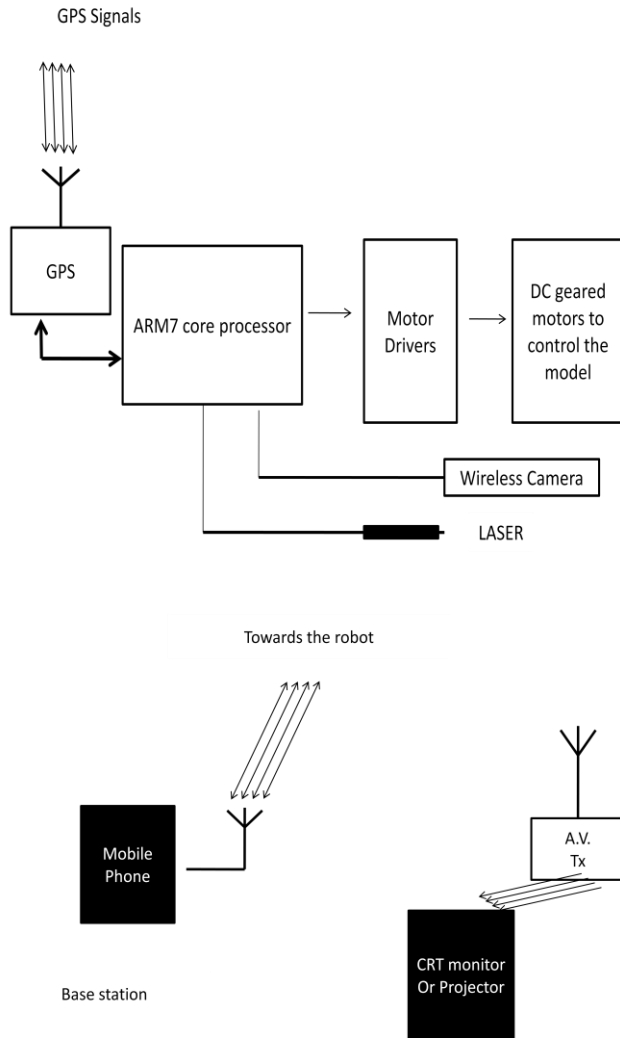 GPS Signals
GPS
ARM7 core processor
Motor
Drivers
DC geared
motors to
control the
model
Wireless Camera
LASER
Towards the robot
Mobile
Phone
A.V.
Tx
CRT monitor
Or Projector
Base station